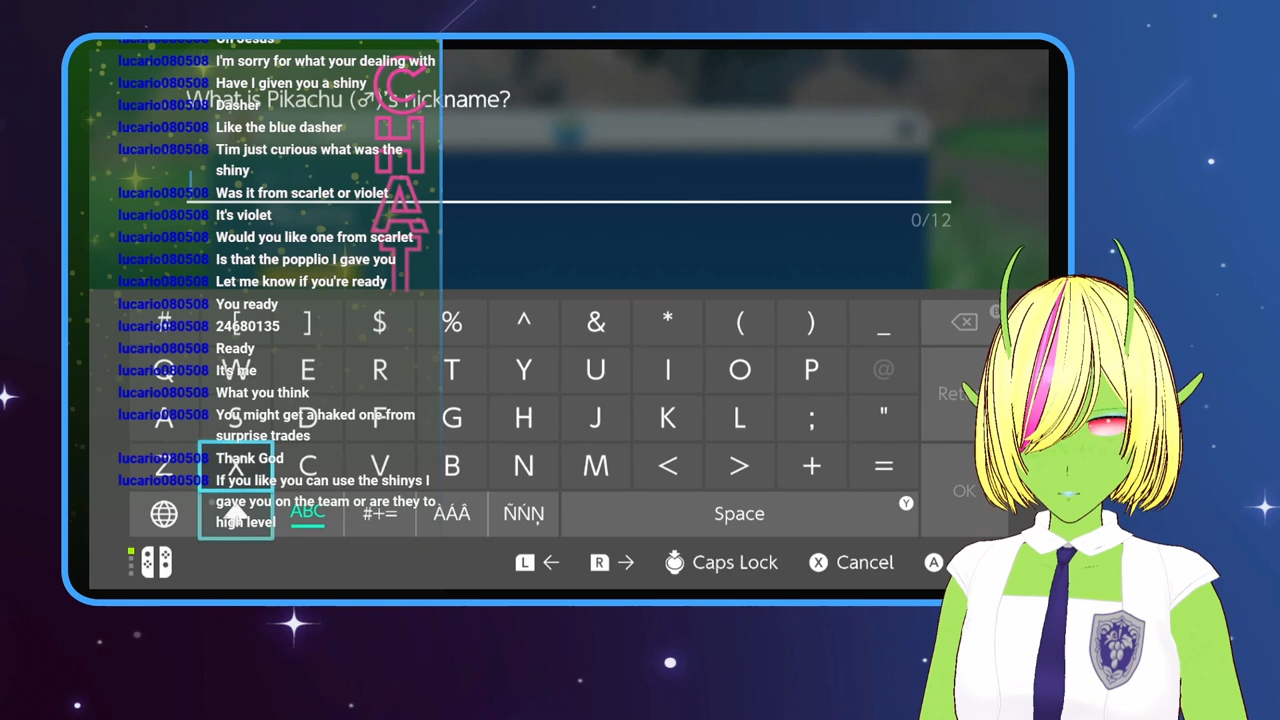 lucario080508 Oh Jesus
lucario080508 I'm sorry for what your dealing with
lucario080508 Have I given you a shiny
What is Pikachu (♂)'s nickname?
lucario080508 Dasher
lucario080508 Like the blue dasher
lucario080508 Tim just curious what was the
shiny
lucario080508 Was it from scarlet or violet
lucario080508 It's violet
0/12
lucario080508 Would you like one from scarlet
lucario080508 Is that the popplio I gave you
lucario080508 Let me know if you're ready
lucario080508 You ready
lucario080508 24680135
lucario080508 Ready
lucario080508 It's me
lucario080508 What you think
lucario080508 You might get a haked one from
surprise trades
lucario080508 Thank God
lucario080508 If you like you can use the shinys I
gave you on the team or are they to
high level
CHAT
# [ ] $ % ^ & * ( ) _
Q W E R T Y U I O P @
Ret
A S D F G H J K L ; "
Z X C V B N M < > + =
OK
ABC #+= ÀÁÂ ÑŃŅ Space Y
L ← R → Caps Lock X Cancel A